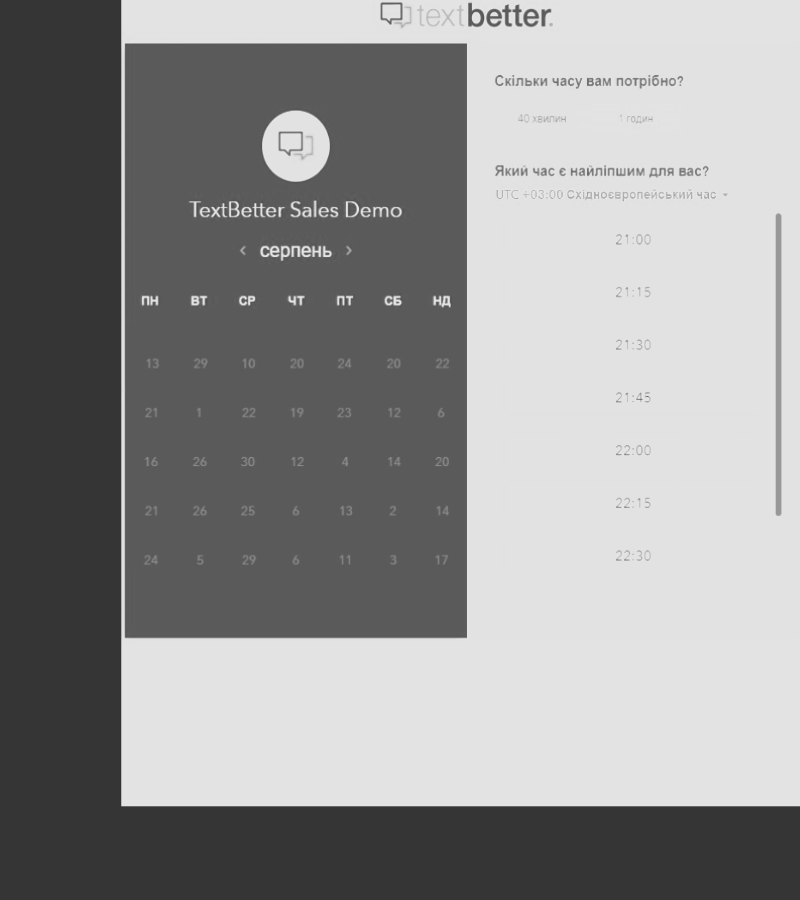 textbetter.
TextBetter Sales Demo
‹ серпень ›
ПН ВТ СР ЧТ ПТ СБ НД
13 29 10 20 24 20 22
21 1 22 19 23 12 6
16 26 30 12 4 14 20
21 26 25 6 13 2 14
24 5 29 6 11 3 17
Скільки часу вам потрібно?
40 хвилин 1 годин
Який час є найліпшим для вас?
UTC +03:00 Східноєвропейський час
21:00
21:15
21:30
21:45
22:00
22:15
22:30